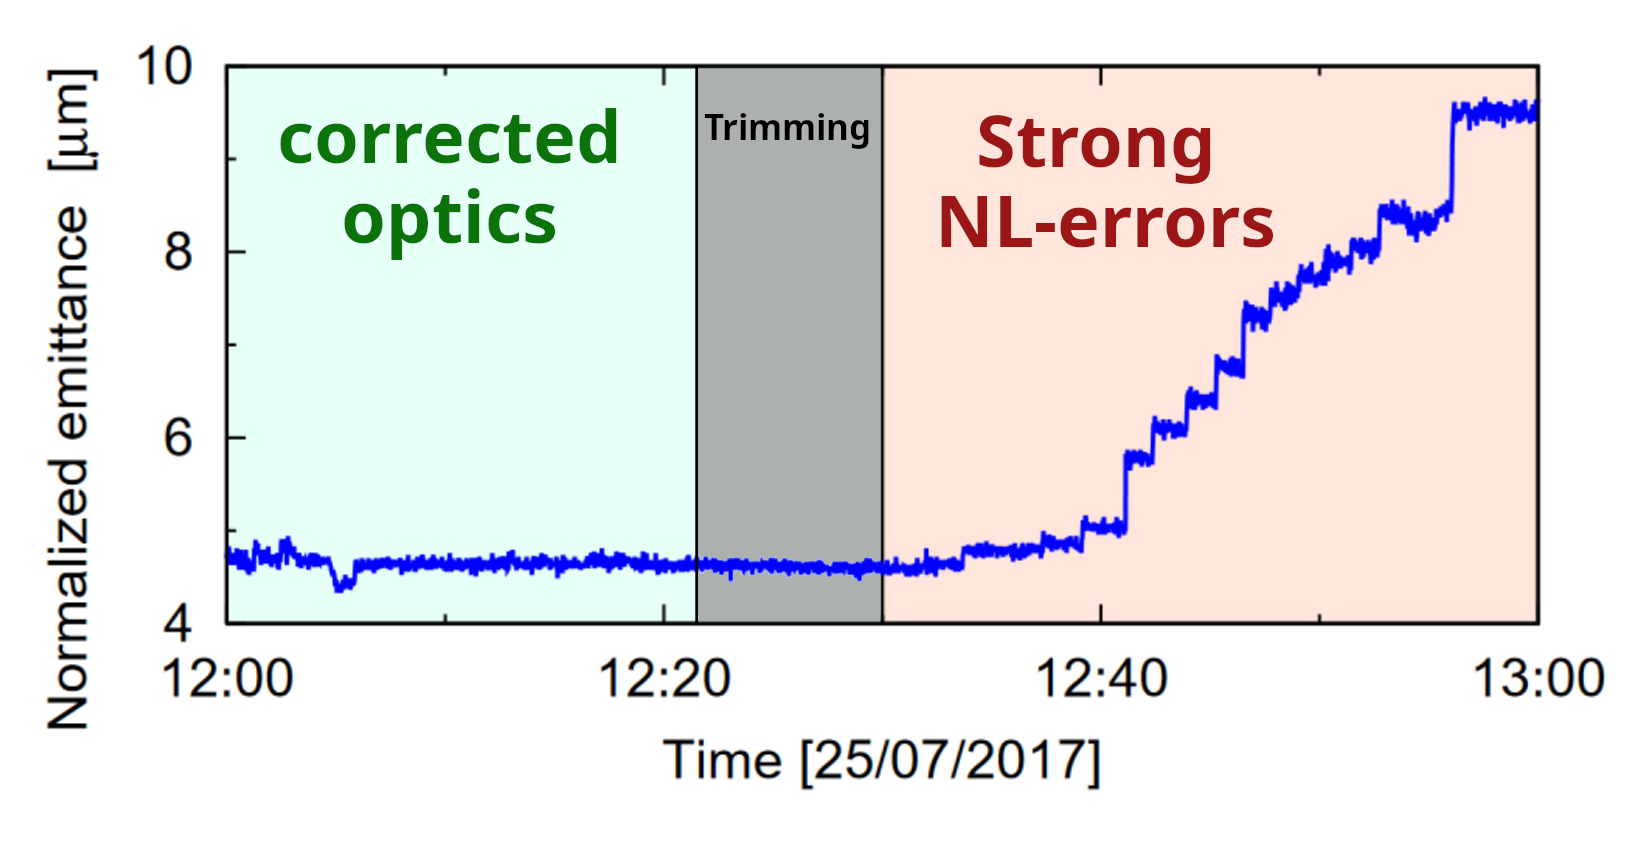 Normalized emittance [μm]
10
8
6
4
corrected
optics
Trimming
Strong
NL-errors
12:00 12:20 12:40 13:00
Time [25/07/2017]